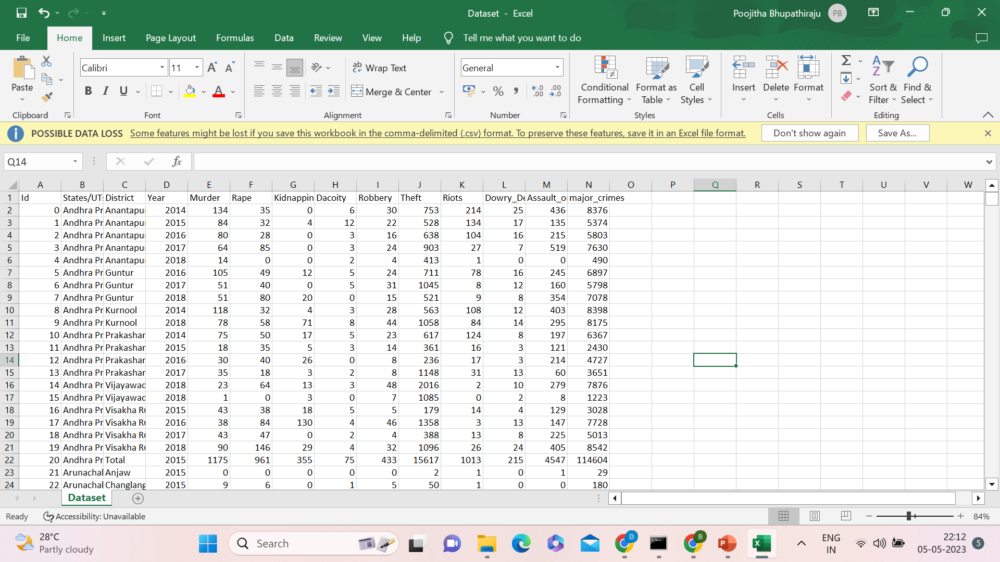 Dataset - Excel
Poojitha Bhupathiraju PB
File Home Insert Page Layout Formulas Data Review View Help Tell me what you want to do
Paste
Clipboard
Calibri 11
B I U A
Font
ab Wrap Text
Merge & Center
Alignment
General
% , .00 .00
Number
Conditional Formatting
Format as Table
Cell Styles
Styles
Insert Delete Format
Cells
Sort & Filter
Find & Select
Editing
POSSIBLE DATA LOSS Some features might be lost if you save this workbook in the comma-delimited (.csv) format. To preserve these features, save it in an Excel file format. Don't show again Save As...
Q14 fx
A B C D E F G H I J K L M N O P Q R S T U V W
1 Id States/UT: District Year Murder Rape Kidnappin Dacoity Robbery Theft Riots Dowry_De Assault_o major_crimes
2 0 Andhra Pr Anantapur 2014 134 35 0 6 30 753 214 25 436 8376
3 1 Andhra Pr Anantapur 2015 84 32 4 12 22 528 134 17 135 5374
4 2 Andhra Pr Anantapur 2016 80 28 0 3 16 638 104 16 215 5803
5 3 Andhra Pr Anantapur 2017 64 85 0 3 24 903 27 7 519 7630
6 4 Andhra Pr Anantapur 2018 14 0 0 2 4 413 1 0 0 490
7 5 Andhra Pr Guntur 2016 105 49 12 5 24 711 78 16 245 6897
8 6 Andhra Pr Guntur 2017 51 40 0 5 31 1045 8 12 160 5798
9 7 Andhra Pr Guntur 2018 51 80 20 0 15 521 9 8 354 7078
10 8 Andhra Pr Kurnool 2014 118 32 4 3 28 563 108 12 403 8398
11 9 Andhra Pr Kurnool 2018 78 58 71 8 44 1058 84 14 295 8175
12 10 Andhra Pr Prakashar 2014 75 50 17 5 23 617 124 8 197 6367
13 11 Andhra Pr Prakashar 2015 18 35 5 3 14 361 16 3 121 2430
14 12 Andhra Pr Prakashar 2016 30 40 26 0 8 236 17 3 214 4727
15 13 Andhra Pr Prakashar 2017 35 18 3 2 8 1148 31 13 60 3651
16 14 Andhra Pr Vijayawac 2018 23 64 13 3 48 2016 2 10 279 7876
17 15 Andhra Pr Vijayawac 2018 1 0 3 0 7 1085 0 2 8 1223
18 16 Andhra Pr Visakha Ru 2015 43 38 18 5 5 179 14 4 129 3028
19 17 Andhra Pr Visakha Ru 2016 38 84 130 4 46 1358 3 13 147 7728
20 18 Andhra Pr Visakha Ru 2017 43 47 0 2 4 388 13 8 225 5013
21 19 Andhra Pr Visakha Ru 2018 90 146 29 4 32 1096 26 24 405 8542
22 20 Andhra Pr Total 2015 1175 961 355 75 433 15617 1013 215 4547 114604
23 21 Arunachal Anjaw 2015 0 0 0 0 0 2 1 0 1 29
24 22 Arunachal Changlang 2015 9 6 0 1 5 50 1 0 0 180
Dataset
Ready Accessibility: Unavailable 84%
28°C
Partly cloudy
Search
ENG
IN
22:12
05-05-2023
5